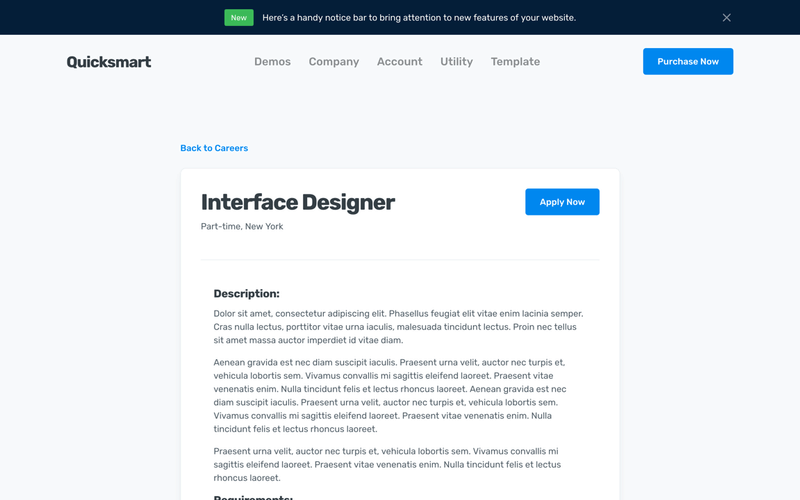 New Here's a handy notice bar to bring attention to new features of your website.
Quicksmart Demos Company Account Utility Template Purchase Now
Back to Careers
Interface Designer Apply Now
Part-time, New York
Description:
Dolor sit amet, consectetur adipiscing elit. Phasellus feugiat elit vitae enim lacinia semper.
Cras nulla lectus, porttitor vitae urna iaculis, malesuada tincidunt lectus. Proin nec tellus
sit amet massa auctor imperdiet id vitae diam.
Aenean gravida est nec diam suscipit iaculis. Praesent urna velit, auctor nec turpis et,
vehicula lobortis sem. Vivamus convallis mi sagittis eleifend laoreet. Praesent vitae
venenatis enim. Nulla tincidunt felis et lectus rhoncus laoreet. Aenean gravida est nec
diam suscipit iaculis. Praesent urna velit, auctor nec turpis et, vehicula lobortis sem.
Vivamus convallis mi sagittis eleifend laoreet. Praesent vitae venenatis enim. Nulla
tincidunt felis et lectus rhoncus laoreet.
Praesent urna velit, auctor nec turpis et, vehicula lobortis sem. Vivamus convallis mi
sagittis eleifend laoreet. Praesent vitae venenatis enim. Nulla tincidunt felis et lectus
rhoncus laoreet.
Requirements: